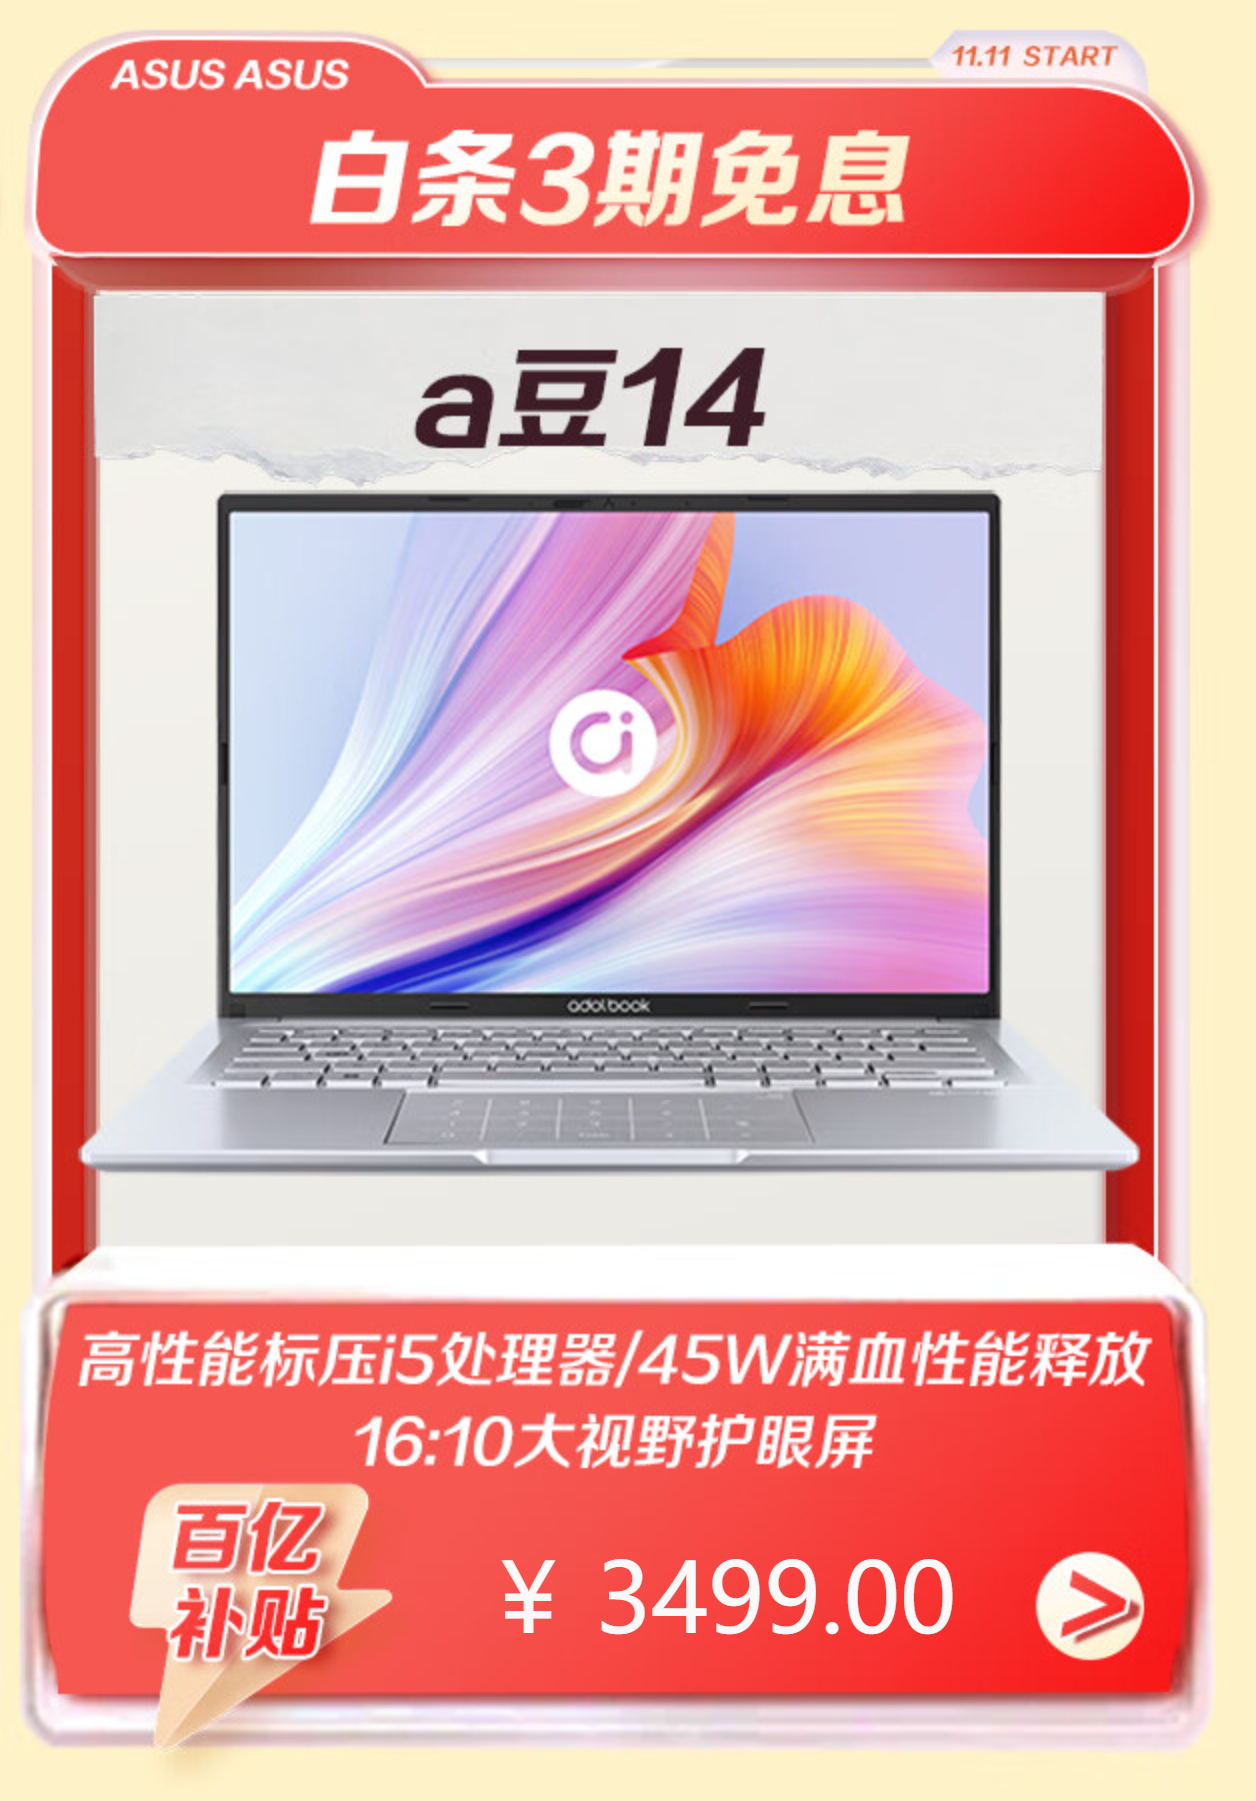 ASUS ASUS
11.11 START
白条3期免息
a豆14
adol book
高性能标压i5处理器/45W满血性能释放
16:10大视野护眼屏
百亿
补贴
¥ 3499.00